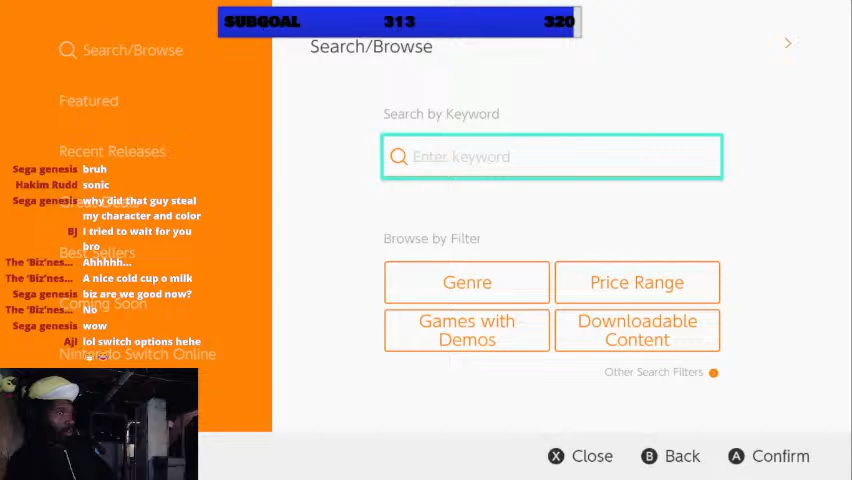 SUBGOAL 313 320
Search/Browse
Search/Browse
Featured
Recent Releases
Great Deals
Best Sellers
Coming Soon
Nintendo Switch Online
Sega genesis bruh
Hakim Rudd sonic
Sega genesis why did that guy steal
my character and color
BJ I tried to wait for you
bro
The 'Biz'nes... Ahhhhh...
The 'Biz'nes... A nice cold cup o milk
Sega genesis biz are we good now?
The 'Biz'nes... No
Sega genesis wow
AjI lol switch options hehe
Search by Keyword
Enter keyword
Browse by Filter
Genre
Price Range
Games with
Demos
Downloadable
Content
Other Search Filters
X Close
B Back
A Confirm